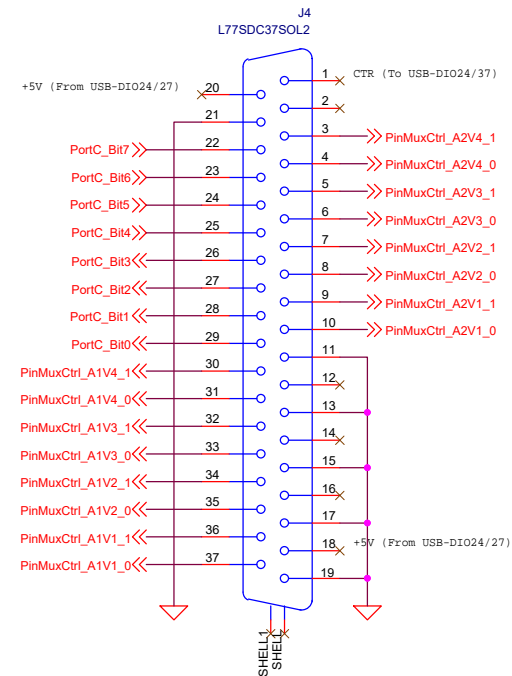 J4
L77SDC37SOL2
1
CTR (To USB-DIO24/37)
+5V (From USB-DIO24/27)
20
2
21
3
PinMuxCtrl_A2V4_1
PortC_Bit7
22
4
PinMuxCtrl_A2V4_0
PortC_Bit6
23
5
PinMuxCtrl_A2V3_1
PortC_Bit5
24
6
PinMuxCtrl_A2V3_0
PortC_Bit4
25
7
PinMuxCtrl_A2V2_1
PortC_Bit3
26
8
PinMuxCtrl_A2V2_0
PortC_Bit2
27
9
PinMuxCtrl_A2V1_1
PortC_Bit1
28
10
PinMuxCtrl_A2V1_0
PortC_Bit0
29
11
PinMuxCtrl_A1V4_1
30
12
PinMuxCtrl_A1V4_0
31
13
PinMuxCtrl_A1V3_1
32
14
PinMuxCtrl_A1V3_0
33
15
PinMuxCtrl_A1V2_1
34
16
PinMuxCtrl_A1V2_0
35
17
PinMuxCtrl_A1V1_1
36
18
+5V (From USB-DIO24/27)
PinMuxCtrl_A1V1_0
37
19
SHELL1
SHELL